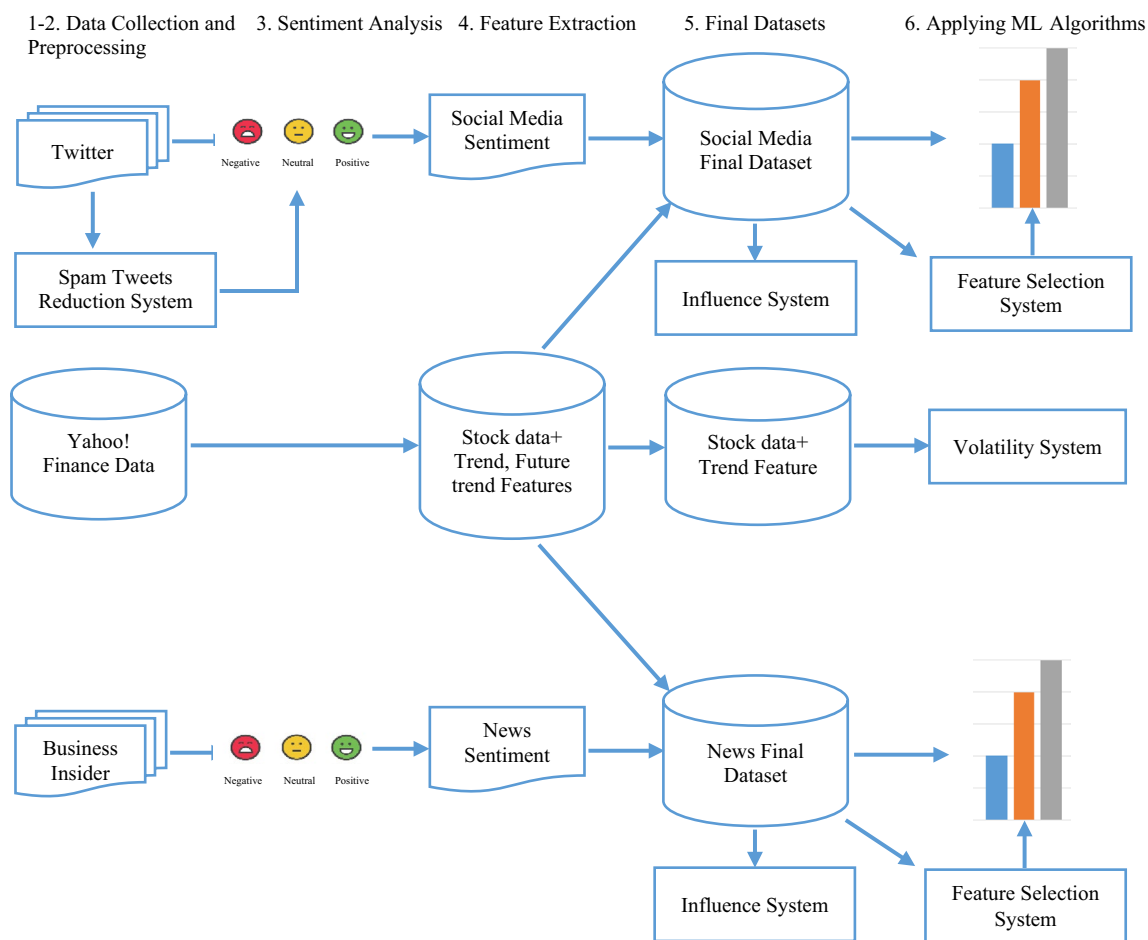 1-2. Data Collection and
Preprocessing
3. Sentiment Analysis
4. Feature Extraction
5. Final Datasets
6. Applying ML Algorithms
Twitter
Negative
Neutral
Positive
Social Media
Sentiment
Social Media
Final Dataset
Spam Tweets
Reduction System
Influence System
Feature Selection
System
Yahoo!
Finance Data
Stock data+
Trend, Future
trend Features
Stock data+
Trend Feature
Volatility System
Business
Insider
Negative
Neutral
Positive
News
Sentiment
News Final
Dataset
Influence System
Feature Selection
System